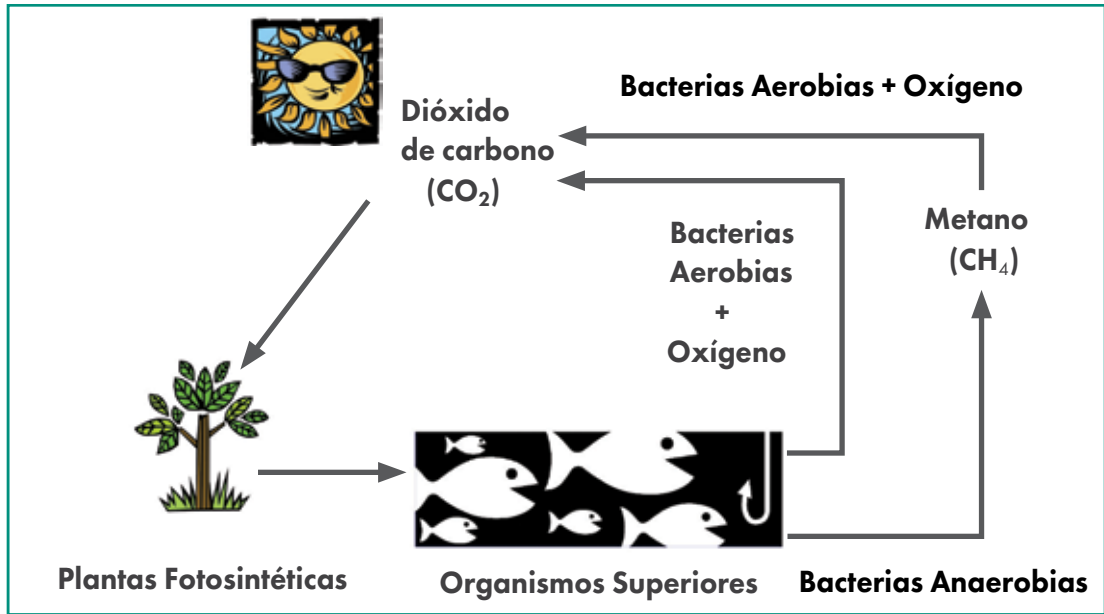 Bacterias Aerobias + Oxígeno
Dióxido
de carbono
(CO₂)
Metano
(CH₄)
Bacterias
Aerobias
+
Oxígeno
Plantas Fotosintéticas
Organismos Superiores
Bacterias Anaerobias